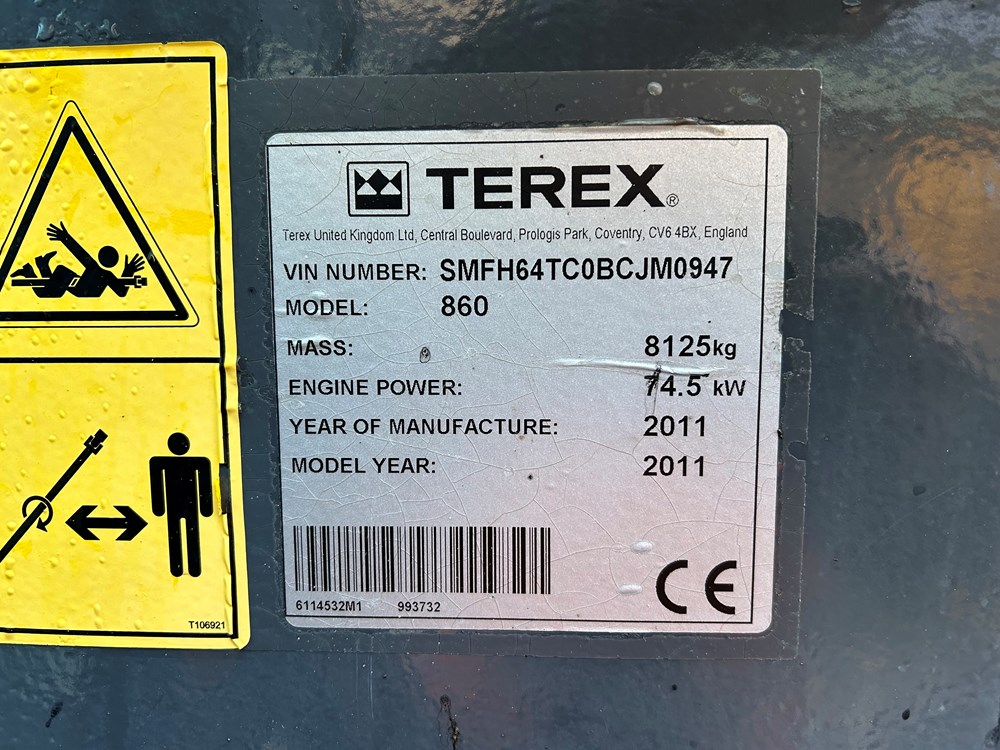 TEREX®
Terex United Kingdom Ltd, Central Boulevard, Prologis Park, Coventry, CV6 4BX, England
VIN NUMBER: SMFH64TC0BCJM0947
MODEL: 860
MASS: 8125kg
ENGINE POWER: 74.5 kW
YEAR OF MANUFACTURE: 2011
MODEL YEAR: 2011
6114532M1 993732
CE
T106921